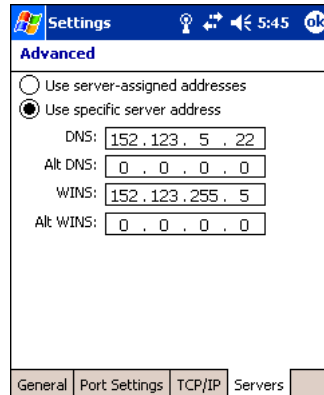 Settings 5:45 ok
Advanced
Use server-assigned addresses
Use specific server address
DNS: 152 . 123 . 5 . 22
Alt DNS: 0 . 0 . 0 . 0
WINS: 152 . 123 . 255 . 5
Alt WINS: 0 . 0 . 0 . 0
General Port Settings TCP/IP Servers